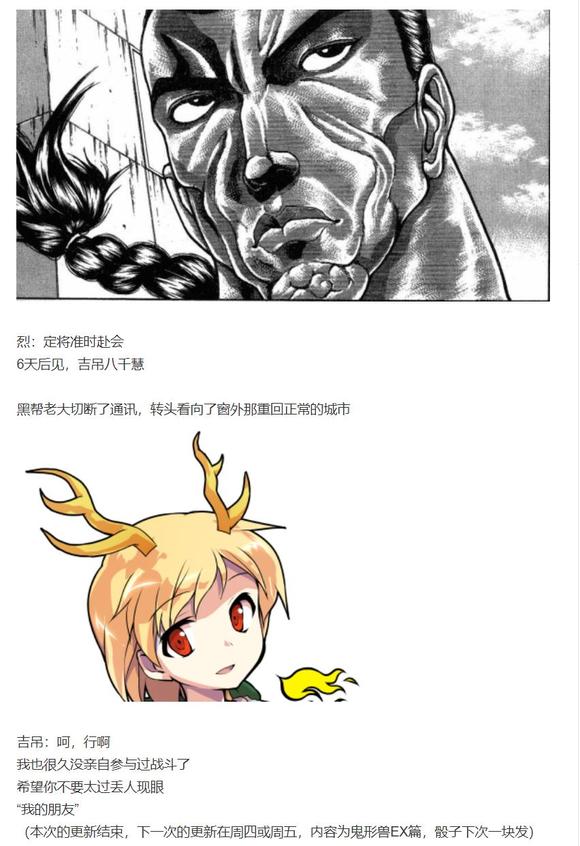 烈：定将准时赴会
6天后见，吉吊八千慧
黑帮老大切断了通讯，转头看向了窗外那重回正常的城市
吉吊：呵，行啊
我也很久没亲自参与过战斗了
希望你不要太过丢人现眼
“我的朋友”
（本次的更新结束，下一次的更新在周四或周五，内容为鬼形兽EX篇，骰子下次一块发）